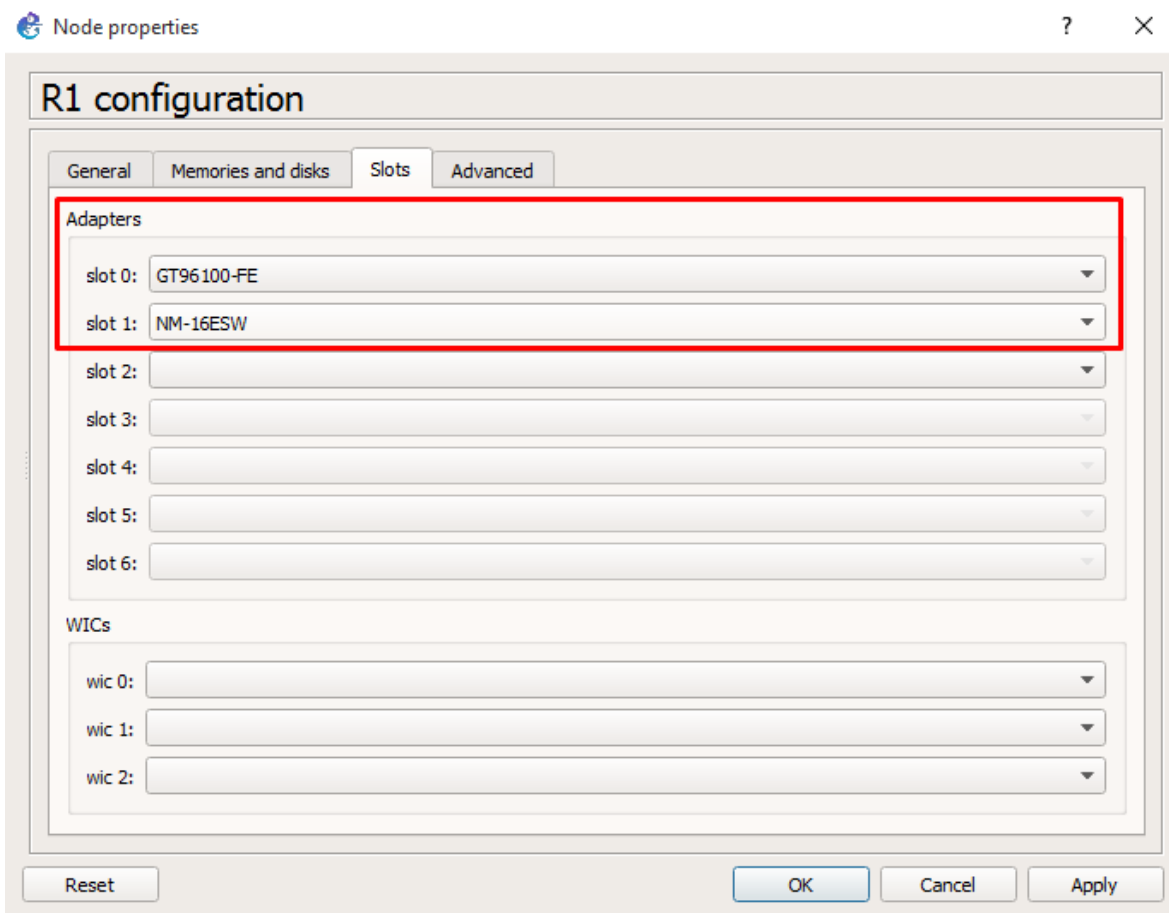 Node properties ?
R1 configuration
General Memories and disks Slots Advanced
Adapters
slot 0: GT96100-FE
slot 1: NM-16ESW
slot 2:
slot 3:
slot 4:
slot 5:
slot 6:
WICs
wic 0:
wic 1:
wic 2:
Reset OK Cancel Apply